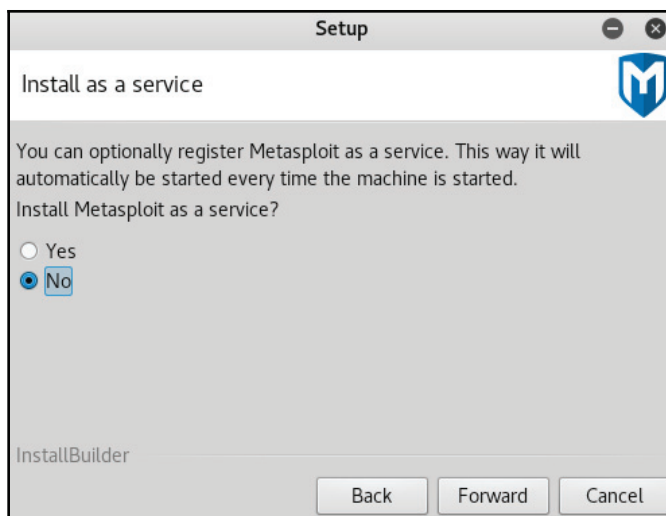 Setup
Install as a service
You can optionally register Metasploit as a service. This way it will
automatically be started every time the machine is started.
Install Metasploit as a service?
Yes
No
InstallBuilder
Back Forward Cancel